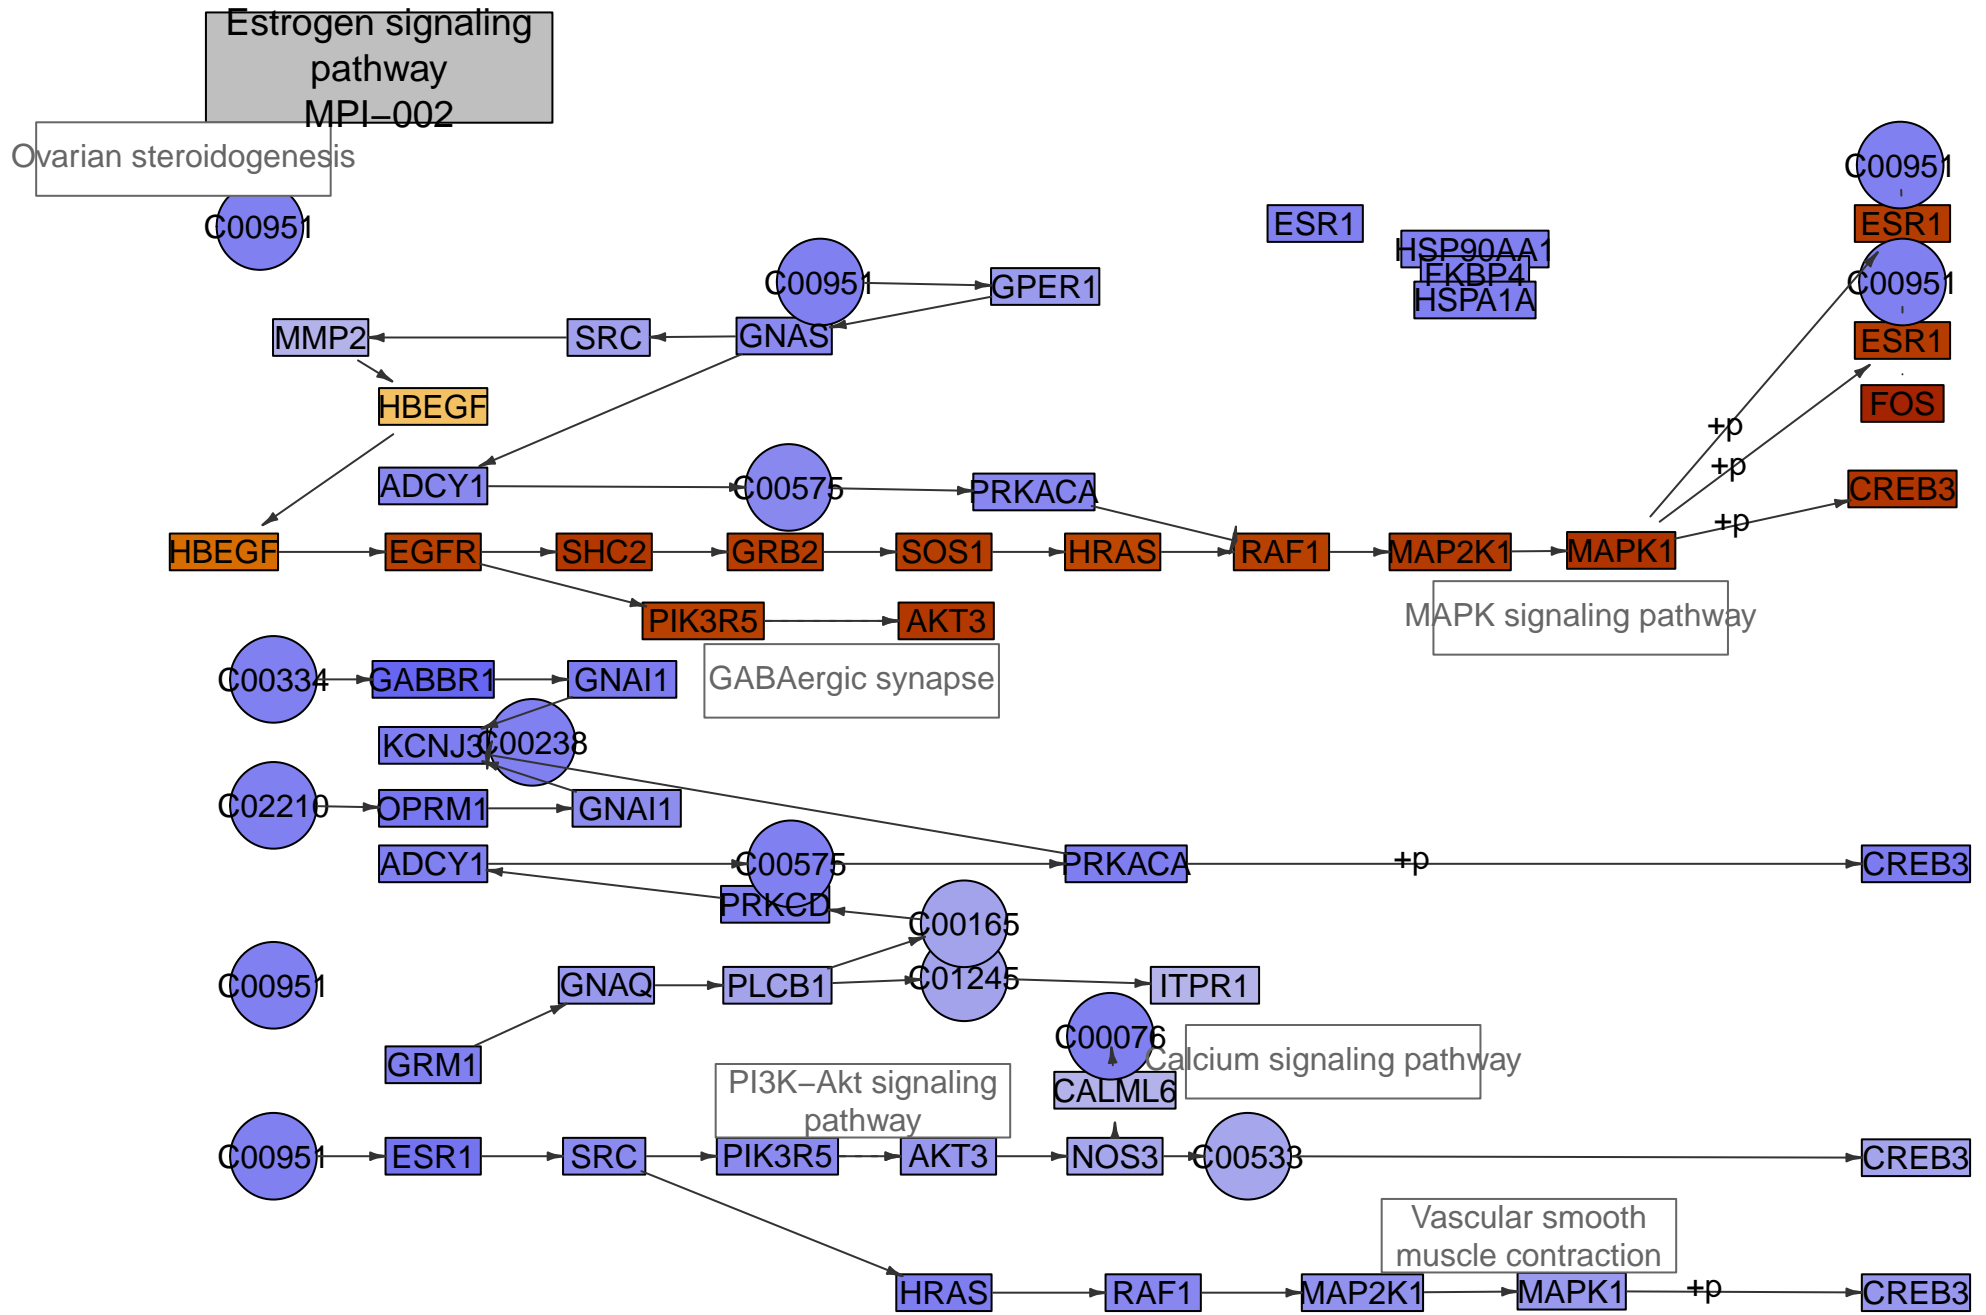 Estrogen signaling
pathway
MPI−002
Ovarian steroidogenesis
C00951
C00951
ESR1
C00951
ESR1
HSP90AA1
FKBP4
HSPA1A
C00951
GPER1
C00951
MMP2
SRC
GNAS
ESR1
HBEGF
FOS
+p
+p
ADCY1
C00575
PRKACA
CREB3
+p
HBEGF
EGFR
SHC2
GRB2
SOS1
HRAS
RAF1
MAP2K1
MAPK1
PIK3R5
AKT3
MAPK signaling pathway
C00334
GABBR1
GNAI1
GABAergic synapse
KCNJ3
C00238
C02210
OPRM1
GNAI1
ADCY1
C00575
PRKACA
+p
CREB3
PRKCD
C00165
C00951
GNAQ
PLCB1
C01245
ITPR1
C00076
Calcium signaling pathway
GRM1
CALML6
PI3K−Akt signaling
pathway
C00951
ESR1
SRC
PIK3R5
AKT3
NOS3
C00533
CREB3
Vascular smooth
muscle contraction
HRAS
RAF1
MAP2K1
MAPK1
+p
CREB3